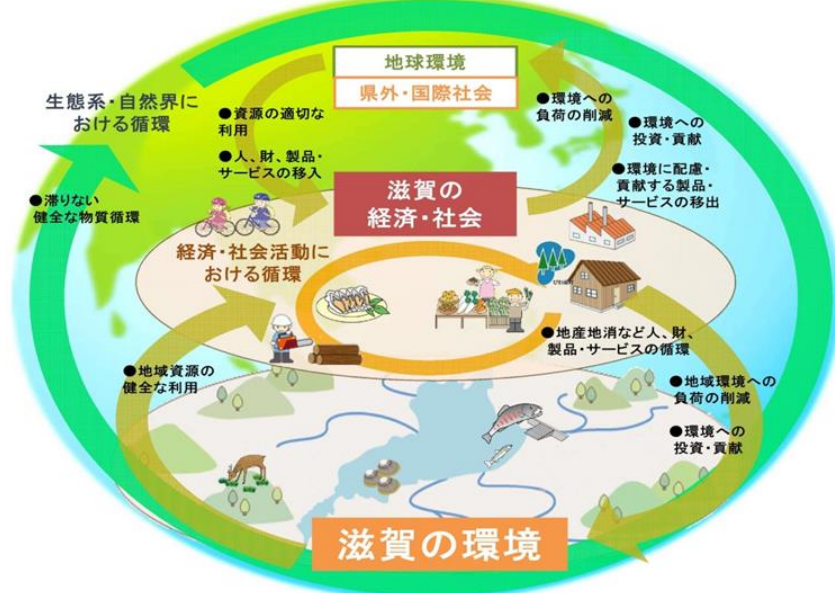 地球環境
県外・国際社会
生態系・自然界に
おける循環
●滞りない
健全な物質循環
●資源の適切な
利用
●人、財、製品・
サービスの移入
●環境への
負荷の削減
●環境への
投資・貢献
●環境に配慮・
貢献する製品・
サービスの移出
滋賀の
経済・社会
経済・社会活動に
おける循環
●地産地消など人、財、
製品・サービスの循環
●地域資源の
健全な利用
●地域環境への
負荷の削減
●環境への
投資・貢献
滋賀の環境